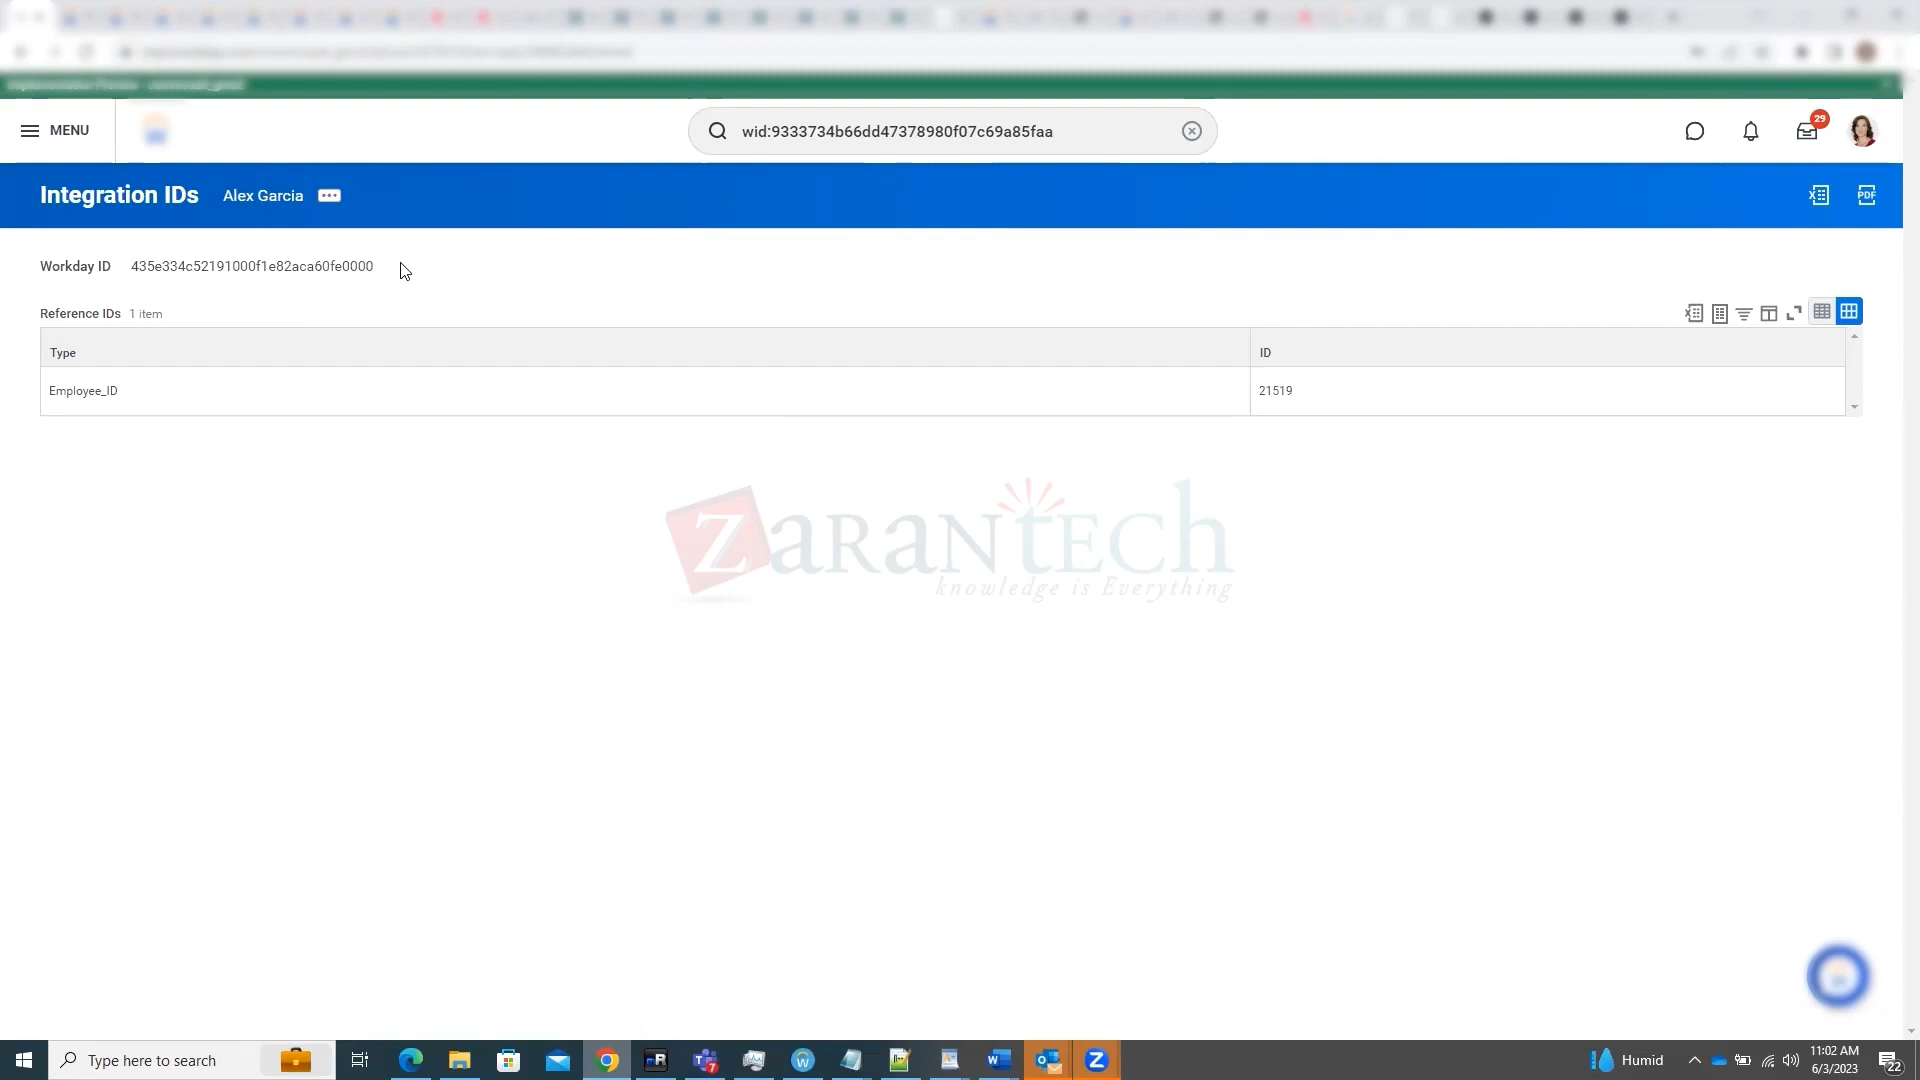 MENU
wid:9333734b66dd47378980f07c69a85faa
29
Integration IDs Alex Garcia
PDF
Workday ID 435e334c52191000f1e82aca60fe0000
Reference IDs 1 item
Type ID
Employee_ID 21519
ZaranTech
knowledge is Everything
Type here to search
Humid
11:02 AM
6/3/2023
22